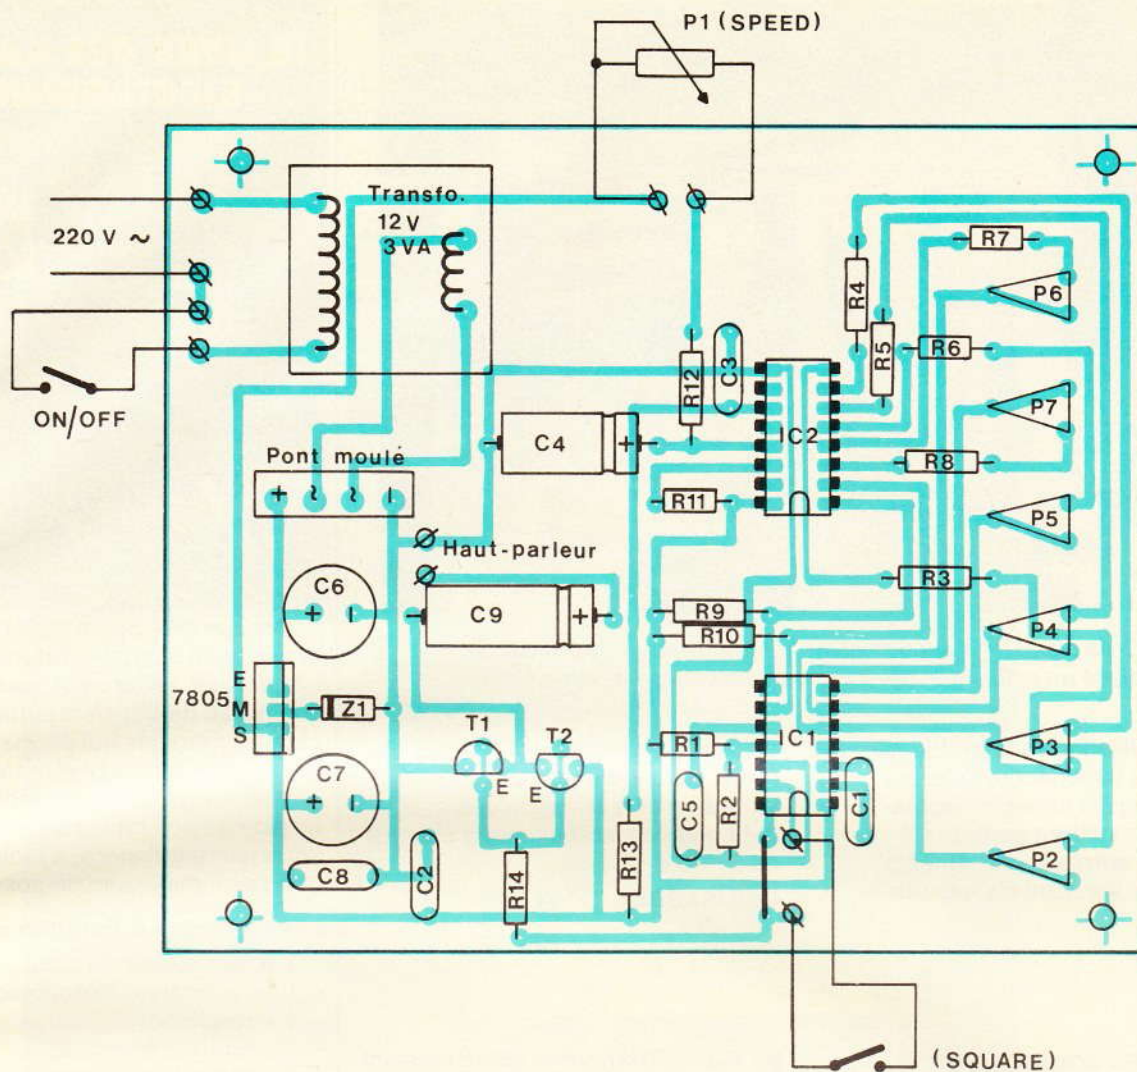 P1 (SPEED)
Transfo.
12 V
3 VA
220 V ~
ON/OFF
R7
P6
R4
R5
R6
R12
C3
P7
IC2
C4
+
R8
Pont moulé
+ ~ ~ −
R11
P5
Haut-parleur
C6
+ −
C9
+
R3
R9
R10
P4
7805
E
M
S
Z1
T1
T2
E
E
IC1
R1
P3
C7
+ −
C5
R2
C1
R13
P2
C8
C2
R14
(SQUARE)